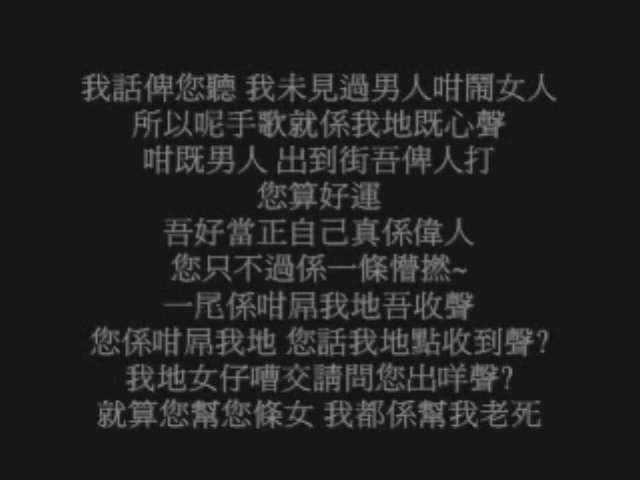 我話俾您聽 我未見過男人咁鬧女人
所以呢手歌就係我地既心聲
咁既男人 出到街吾俾人打
您算好運
吾好當正自己真係偉人
您只不過係一條懵撚~
一尾係咁屌我地吾收聲
您係咁屌我地 您話我地點收到聲?
我地女仔嘈交請問您出咩聲?
就算您幫您條女 我都係幫我老死